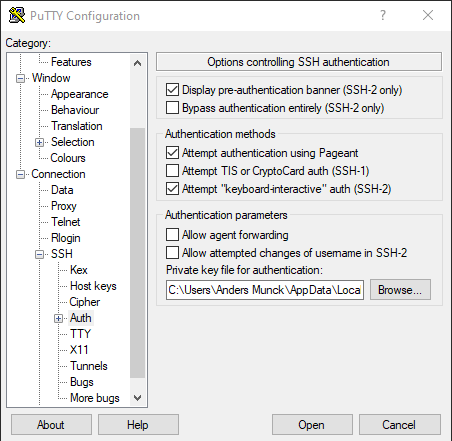 PuTTY Configuration
?
Category:
Features
Window
Appearance
Behaviour
Translation
Selection
Colours
Connection
Data
Proxy
Telnet
Rlogin
SSH
Kex
Host keys
Cipher
Auth
TTY
X11
Tunnels
Bugs
More bugs
Options controlling SSH authentication
Display pre-authentication banner (SSH-2 only)
Bypass authentication entirely (SSH-2 only)
Authentication methods
Attempt authentication using Pageant
Attempt TIS or CryptoCard auth (SSH-1)
Attempt "keyboard-interactive" auth (SSH-2)
Authentication parameters
Allow agent forwarding
Allow attempted changes of username in SSH-2
Private key file for authentication:
C:\Users\Anders Munck\AppData\Loca
Browse...
About
Help
Open
Cancel